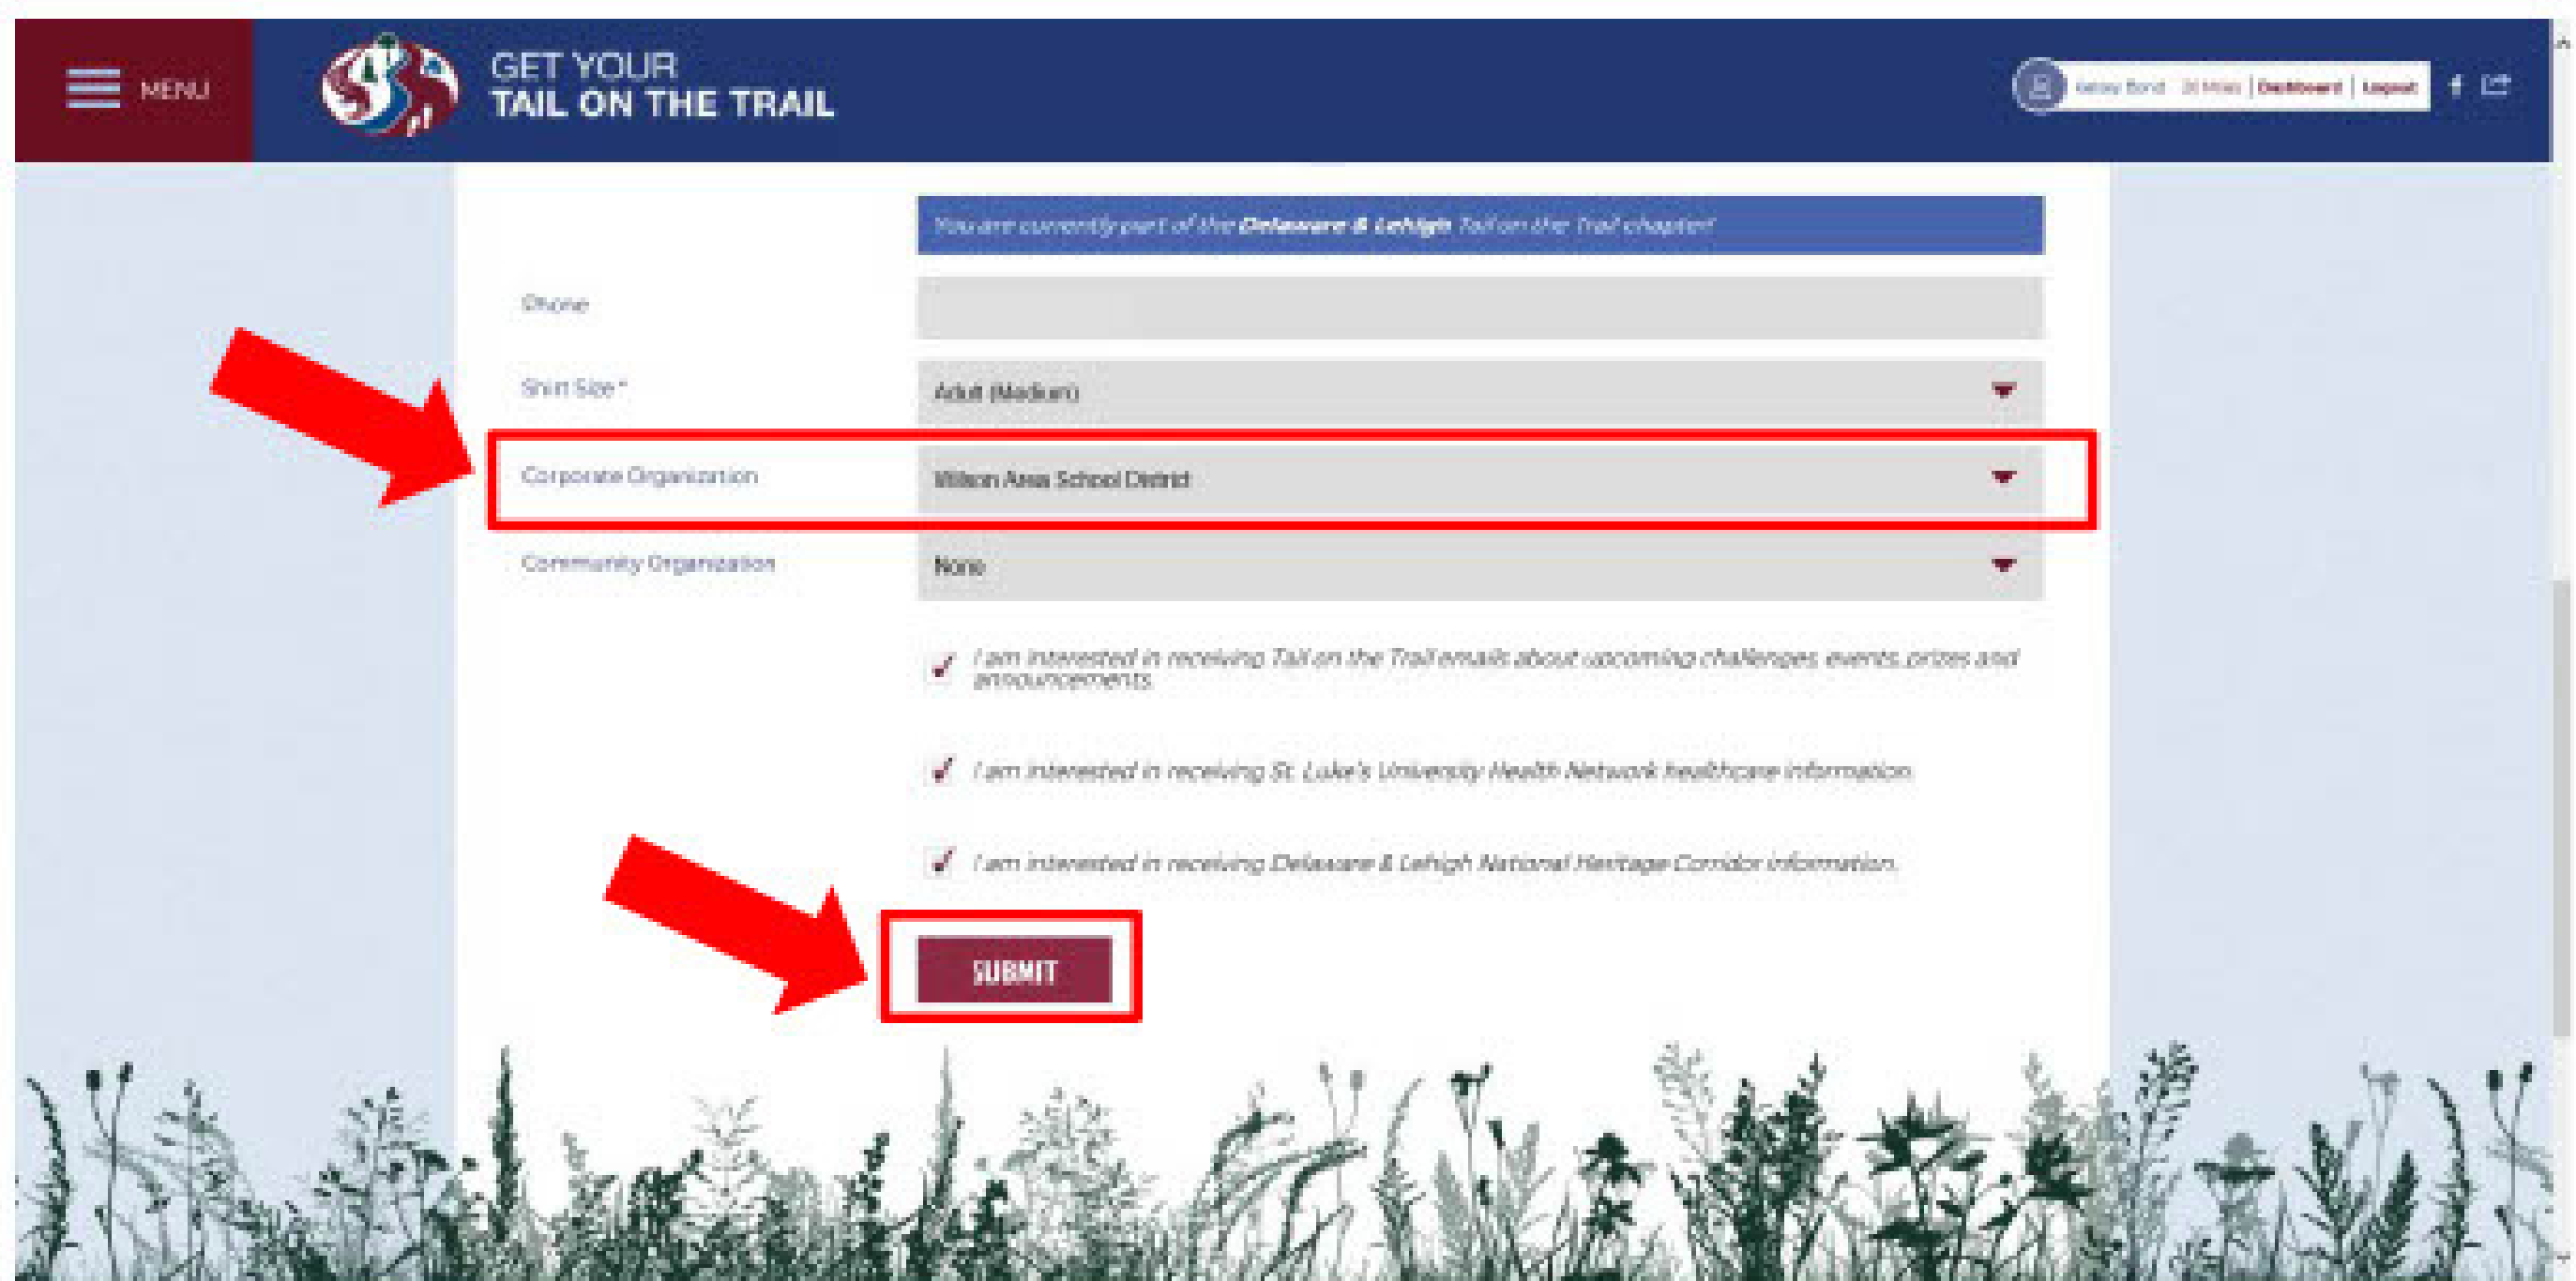 MENU
GET YOUR
TAIL ON THE TRAIL
Bond 20 Miles | Dashboard | Logout
You are currently part of the Delaware & Lehigh Tail on the Trail chapter!
Phone
Shirt Size *
Adult (Medium)
Corporate Organization
Wilson Area School District
Community Organization
None
I am interested in receiving Tail on the Trail emails about upcoming challenges, events, prizes and
announcements.
I am interested in receiving St. Luke's University Health Network healthcare information.
I am interested in receiving Delaware & Lehigh National Heritage Corridor information.
SUBMIT